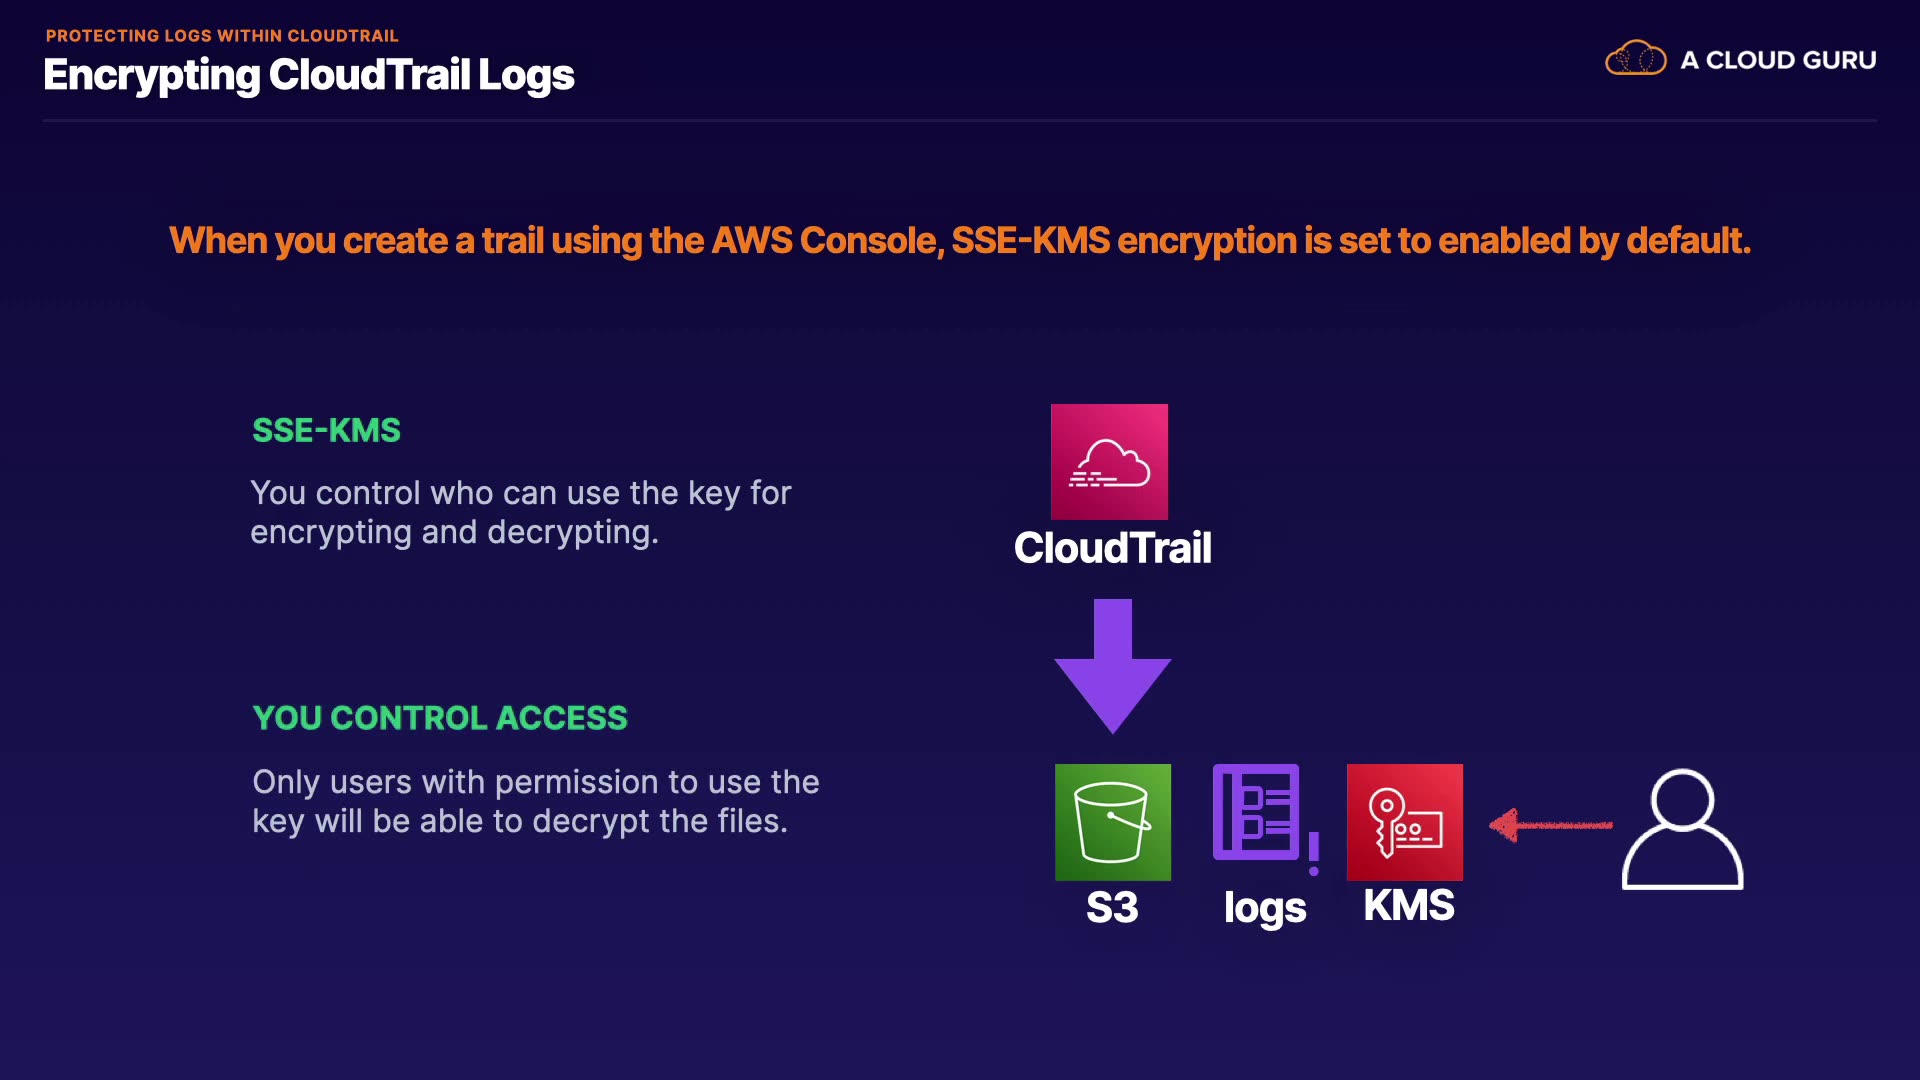 PROTECTING LOGS WITHIN CLOUDTRAIL
Encrypting CloudTrail Logs
A CLOUD GURU
When you create a trail using the AWS Console, SSE-KMS encryption is set to enabled by default.
SSE-KMS
You control who can use the key for
encrypting and decrypting.
CloudTrail
YOU CONTROL ACCESS
Only users with permission to use the
key will be able to decrypt the files.
S3
logs
KMS